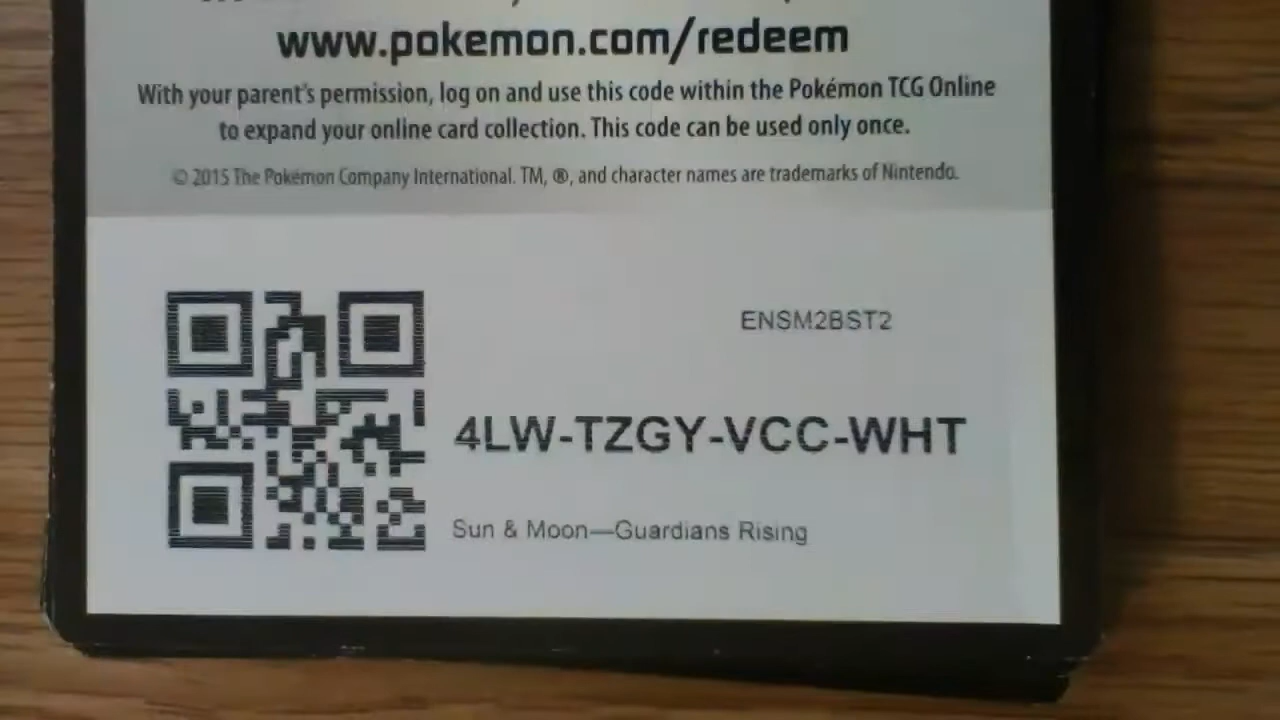 www.pokemon.com/redeem
With your parent's permission, log on and use this code within the Pokémon TCG Online
to expand your online card collection. This code can be used only once.
© 2015 The Pokémon Company International. TM, ®, and character names are trademarks of Nintendo.
ENSM2BST2
4LW-TZGY-VCC-WHT
Sun & Moon—Guardians Rising